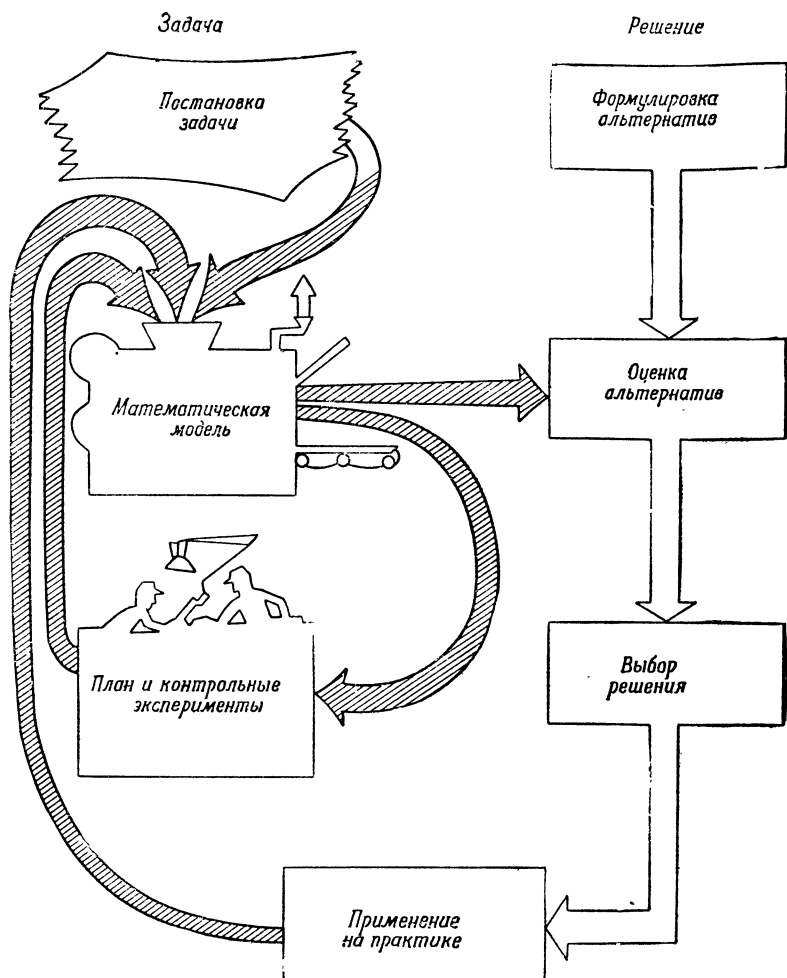 Задача
Постановка
задачи
Математическая
модель
План и контрольные
эксперименты
Решение
Формулировка
альтернатив
Оценка
альтернатив
Выбор
решения
Применение
на практике